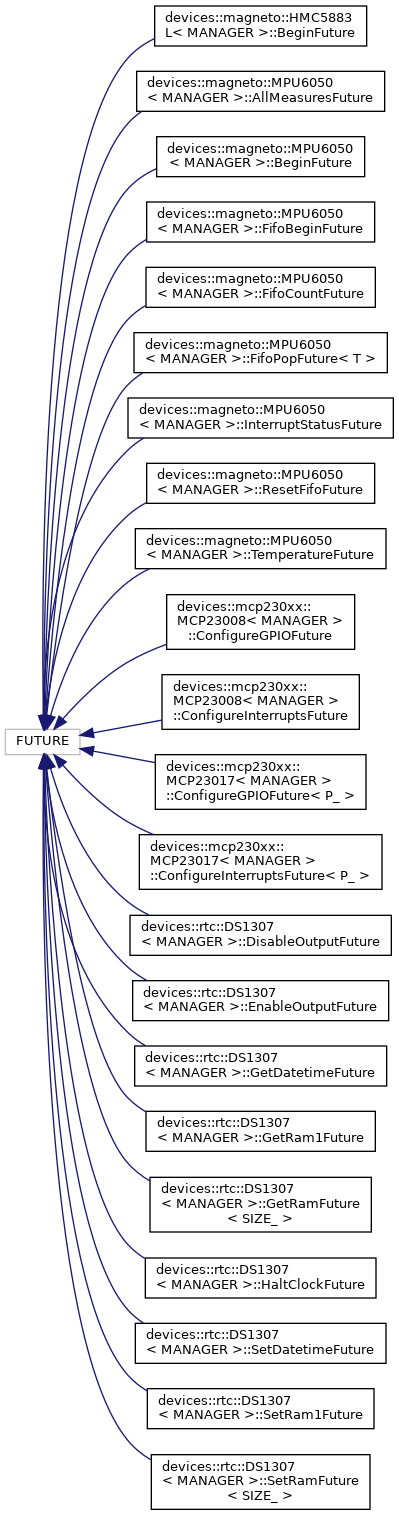 devices::magneto::HMC5883
L< MANAGER >::BeginFuture
devices::magneto::MPU6050
< MANAGER >::AllMeasuresFuture
devices::magneto::MPU6050
< MANAGER >::BeginFuture
devices::magneto::MPU6050
< MANAGER >::FifoBeginFuture
devices::magneto::MPU6050
< MANAGER >::FifoCountFuture
devices::magneto::MPU6050
< MANAGER >::FifoPopFuture< T >
devices::magneto::MPU6050
< MANAGER >::InterruptStatusFuture
devices::magneto::MPU6050
< MANAGER >::ResetFifoFuture
devices::magneto::MPU6050
< MANAGER >::TemperatureFuture
devices::mcp230xx::
MCP23008< MANAGER >
::ConfigureGPIOFuture
devices::mcp230xx::
MCP23008< MANAGER >
::ConfigureInterruptsFuture
FUTURE
devices::mcp230xx::
MCP23017< MANAGER >
::ConfigureGPIOFuture< P_ >
devices::mcp230xx::
MCP23017< MANAGER >
::ConfigureInterruptsFuture< P_ >
devices::rtc::DS1307
< MANAGER >::DisableOutputFuture
devices::rtc::DS1307
< MANAGER >::EnableOutputFuture
devices::rtc::DS1307
< MANAGER >::GetDatetimeFuture
devices::rtc::DS1307
< MANAGER >::GetRam1Future
devices::rtc::DS1307
< MANAGER >::GetRamFuture
< SIZE_ >
devices::rtc::DS1307
< MANAGER >::HaltClockFuture
devices::rtc::DS1307
< MANAGER >::SetDatetimeFuture
devices::rtc::DS1307
< MANAGER >::SetRam1Future
devices::rtc::DS1307
< MANAGER >::SetRamFuture
< SIZE_ >